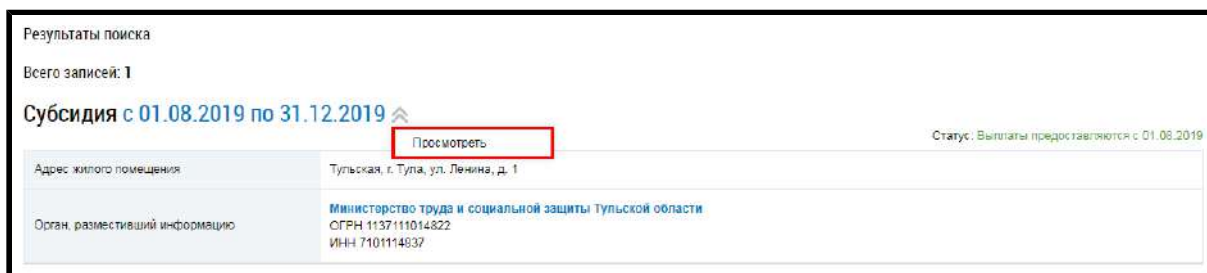 Результаты поиска
Всего записей: 1
Субсидия с 01.08.2019 по 31.12.2019
Просмотреть
Статус: Выплаты предоставляются с 01.08.2019
Адрес жилого помещения
Тульская, г. Тула, ул. Ленина, д. 1
Орган, разместивший информацию
Министерство труда и социальной защиты Тульской области
ОГРН 1137111014822
ИНН 7101114837